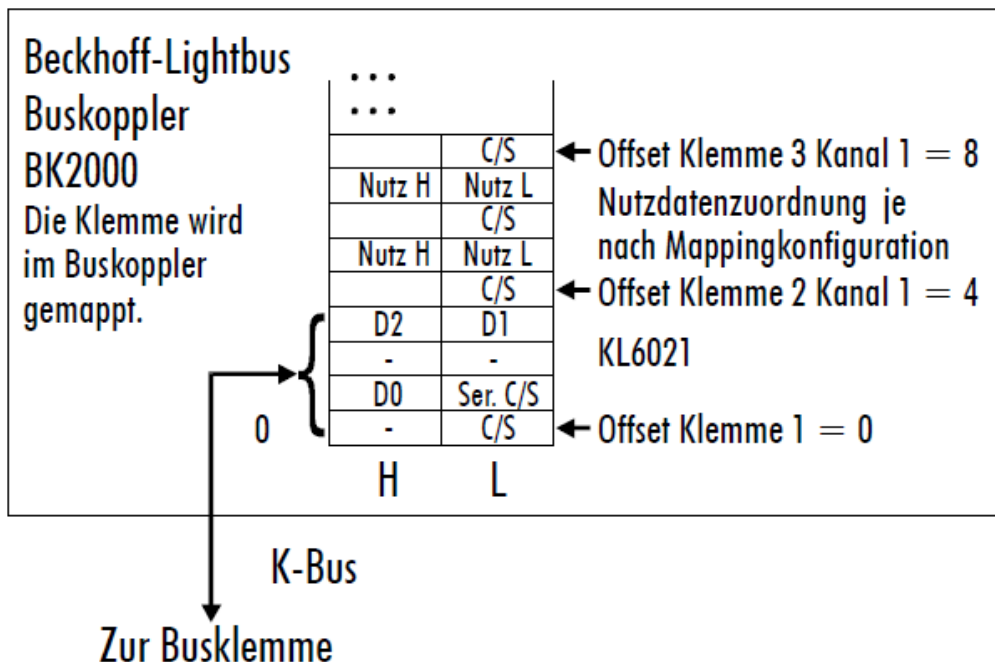 Beckhoff-Lightbus
Buskoppler
BK2000
Die Klemme wird
im Buskoppler
gemappt.
...
...
C/S
Nutz H Nutz L
C/S
Nutz H Nutz L
C/S
D2 D1
- -
D0 Ser. C/S
- C/S
H L
0
Offset Klemme 3 Kanal 1 = 8
Nutzdatenzuordnung je
nach Mappingkonfiguration
Offset Klemme 2 Kanal 1 = 4
KL6021
Offset Klemme 1 = 0
K-Bus
Zur Busklemme